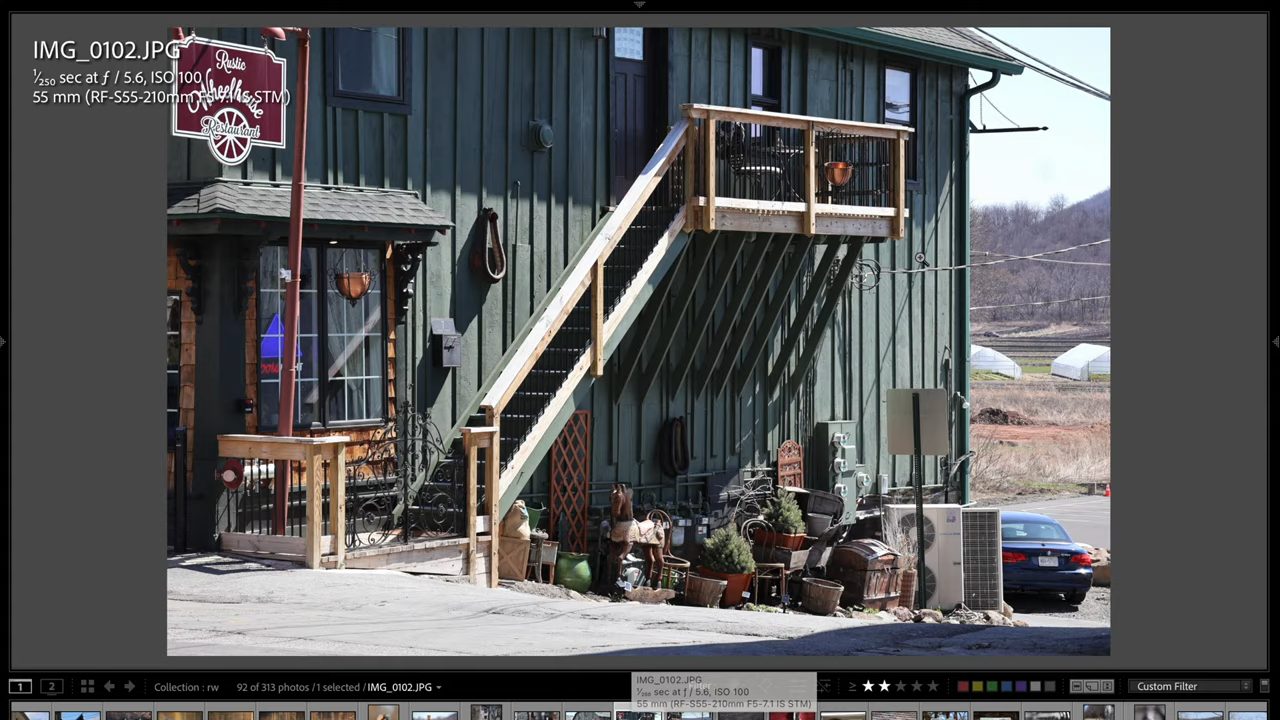 IMG_0102.JPG
1/250 sec at ƒ / 5.6, ISO 100
55 mm (RF-S55-210mm F5-7.1 IS STM)
Rustic
Wheelhouse
Restaurant
1
2
Collection : rw
92 of 313 photos / 1 selected / IMG_0102.JPG
IMG_0102.JPG
1/250 sec at ƒ / 5.6, ISO 100
55 mm (RF-S55-210mm F5-7.1 IS STM)
≥ ★★★★★
Custom Filter